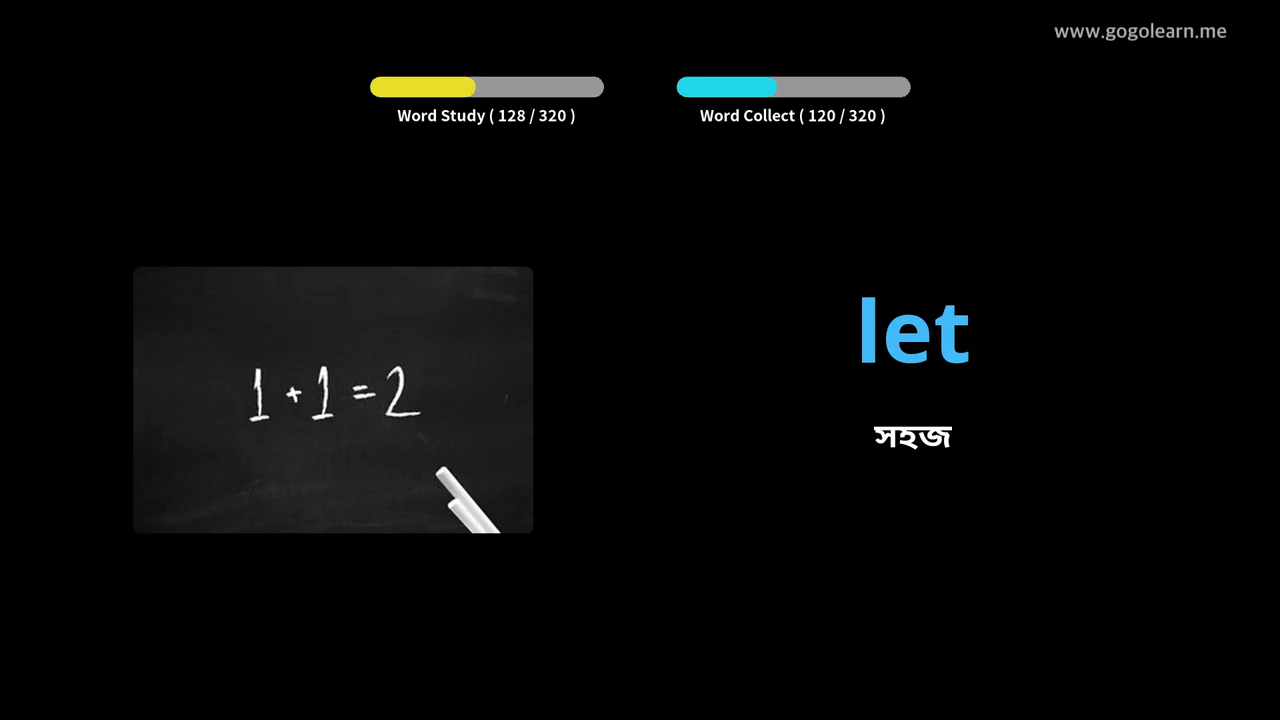 www.gogolearn.me
Word Study ( 128 / 320 )
Word Collect ( 120 / 320 )
1 + 1 = 2
let
সহজ